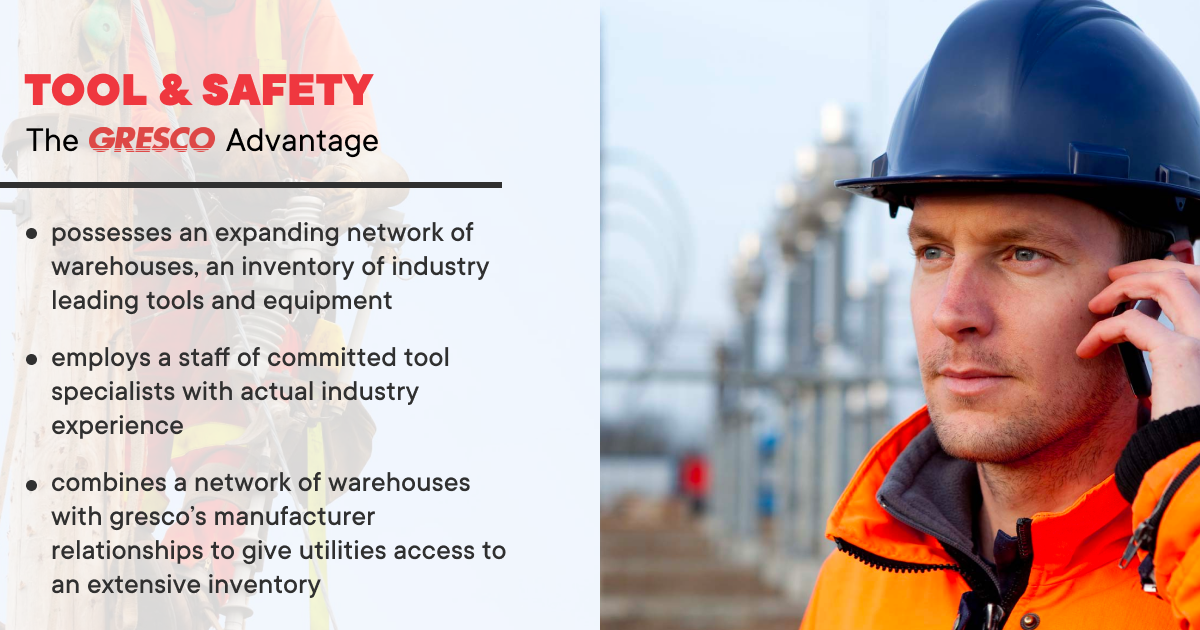 TOOL & SAFETY
The GRESCO Advantage
• possesses an expanding network of
warehouses, an inventory of industry
leading tools and equipment
• employs a staff of committed tool
specialists with actual industry
experience
• combines a network of warehouses
with gresco's manufacturer
relationships to give utilities access to
an extensive inventory